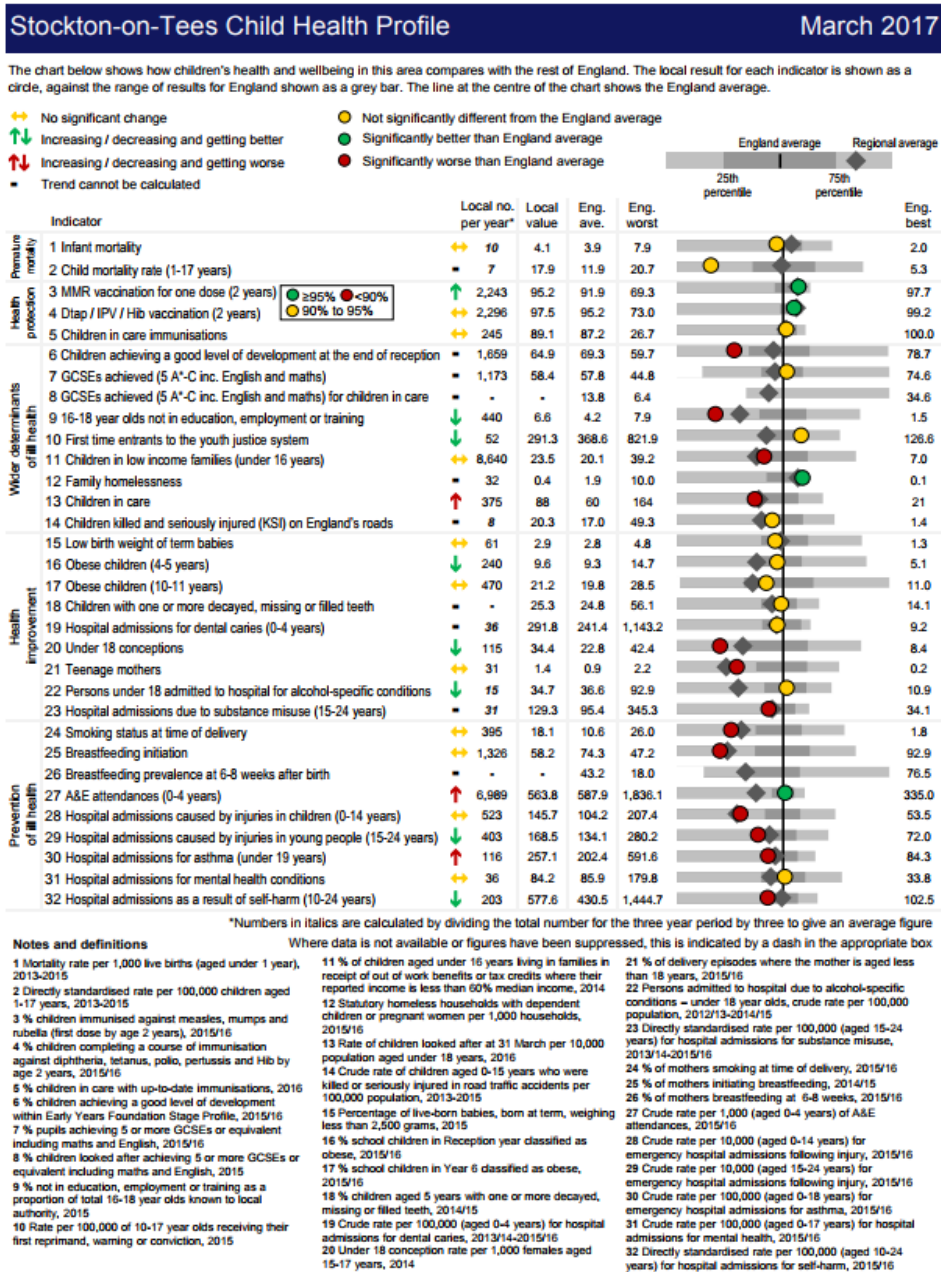 Stockton-on-Tees Child Health Profile March 2017
The chart below shows how children's health and wellbeing in this area compares with the rest of England. The local result for each indicator is shown as a
circle, against the range of results for England shown as a grey bar. The line at the centre of the chart shows the England average.
No significant change
Increasing / decreasing and getting better
Increasing / decreasing and getting worse
Trend cannot be calculated
Not significantly different from the England average
Significantly better than England average
Significantly worse than England average
England average Regional average
25th percentile 75th percentile
Indicator Local no. per year* Local value Eng. ave. Eng. worst Eng. best
Premature mortality
1 Infant mortality 10 4.1 3.9 7.9 2.0
2 Child mortality rate (1-17 years) - 7 17.9 11.9 20.7 5.3
Health protection
3 MMR vaccination for one dose (2 years) ≥95% <90% 2,243 95.2 91.9 69.3 97.7
4 Dtap / IPV / Hib vaccination (2 years) 90% to 95% 2,296 97.5 95.2 73.0 99.2
5 Children in care immunisations 245 89.1 87.2 26.7 100.0
Wider determinants of ill health
6 Children achieving a good level of development at the end of reception - 1,659 64.9 69.3 59.7 78.7
7 GCSEs achieved (5 A*-C inc. English and maths) - 1,173 58.4 57.8 44.8 74.6
8 GCSEs achieved (5 A*-C inc. English and maths) for children in care - - - 13.8 6.4 34.6
9 16-18 year olds not in education, employment or training 440 6.6 4.2 7.9 1.5
10 First time entrants to the youth justice system 52 291.3 368.6 821.9 126.6
11 Children in low income families (under 16 years) 8,640 23.5 20.1 39.2 7.0
12 Family homelessness - 32 0.4 1.9 10.0 0.1
13 Children in care 375 88 60 164 21
14 Children killed and seriously injured (KSI) on England's roads - 8 20.3 17.0 49.3 1.4
Health improvement
15 Low birth weight of term babies 61 2.9 2.8 4.8 1.3
16 Obese children (4-5 years) 240 9.6 9.3 14.7 5.1
17 Obese children (10-11 years) 470 21.2 19.8 28.5 11.0
18 Children with one or more decayed, missing or filled teeth - - 25.3 24.8 56.1 14.1
19 Hospital admissions for dental caries (0-4 years) - 36 291.8 241.4 1,143.2 9.2
20 Under 18 conceptions 115 34.4 22.8 42.4 8.4
21 Teenage mothers 31 1.4 0.9 2.2 0.2
22 Persons under 18 admitted to hospital for alcohol-specific conditions 15 34.7 36.6 92.9 10.9
23 Hospital admissions due to substance misuse (15-24 years) - 31 129.3 95.4 345.3 34.1
Prevention of ill health
24 Smoking status at time of delivery 395 18.1 10.6 26.0 1.8
25 Breastfeeding initiation 1,326 58.2 74.3 47.2 92.9
26 Breastfeeding prevalence at 6-8 weeks after birth - - - 43.2 18.0 76.5
27 A&E attendances (0-4 years) 6,989 563.8 587.9 1,836.1 335.0
28 Hospital admissions caused by injuries in children (0-14 years) 523 145.7 104.2 207.4 53.5
29 Hospital admissions caused by injuries in young people (15-24 years) 403 168.5 134.1 280.2 72.0
30 Hospital admissions for asthma (under 19 years) 116 257.1 202.4 591.6 84.3
31 Hospital admissions for mental health conditions 36 84.2 85.9 179.8 33.8
32 Hospital admissions as a result of self-harm (10-24 years) 203 577.6 430.5 1,444.7 102.5
*Numbers in italics are calculated by dividing the total number for the three year period by three to give an average figure
Where data is not available or figures have been suppressed, this is indicated by a dash in the appropriate box
Notes and definitions
1 Mortality rate per 1,000 live births (aged under 1 year),
2013-2015
2 Directly standardised rate per 100,000 children aged
1-17 years, 2013-2015
3 % children immunised against measles, mumps and
rubella (first dose by age 2 years), 2015/16
4 % children completing a course of immunisation
against diphtheria, tetanus, polio, pertussis and Hib by
age 2 years, 2015/16
5 % children in care with up-to-date immunisations, 2016
6 % children achieving a good level of development
within Early Years Foundation Stage Profile, 2015/16
7 % pupils achieving 5 or more GCSEs or equivalent
including maths and English, 2015/16
8 % children looked after achieving 5 or more GCSEs or
equivalent including maths and English, 2015
9 % not in education, employment or training as a
proportion of total 16-18 year olds known to local
authority, 2015
10 Rate per 100,000 of 10-17 year olds receiving their
first reprimand, warning or conviction, 2015
11 % of children aged under 16 years living in families in
receipt of out of work benefits or tax credits where their
reported income is less than 60% median income, 2014
12 Statutory homeless households with dependent
children or pregnant women per 1,000 households,
2015/16
13 Rate of children looked after at 31 March per 10,000
population aged under 18 years, 2016
14 Crude rate of children aged 0-15 years who were
killed or seriously injured in road traffic accidents per
100,000 population, 2013-2015
15 Percentage of live-born babies, born at term, weighing
less than 2,500 grams, 2015
16 % school children in Reception year classified as
obese, 2015/16
17 % school children in Year 6 classified as obese,
2015/16
18 % children aged 5 years with one or more decayed,
missing or filled teeth, 2014/15
19 Crude rate per 100,000 (aged 0-4 years) for hospital
admissions for dental caries, 2013/14-2015/16
20 Under 18 conception rate per 1,000 females aged
15-17 years, 2014
21 % of delivery episodes where the mother is aged less
than 18 years, 2015/16
22 Persons admitted to hospital due to alcohol-specific
conditions – under 18 year olds, crude rate per 100,000
population, 2012/13-2014/15
23 Directly standardised rate per 100,000 (aged 15-24
years) for hospital admissions for substance misuse,
2013/14-2015/16
24 % of mothers smoking at time of delivery, 2015/16
25 % of mothers initiating breastfeeding, 2014/15
26 % of mothers breastfeeding at 6-8 weeks, 2015/16
27 Crude rate per 1,000 (aged 0-4 years) of A&E
attendances, 2015/16
28 Crude rate per 10,000 (aged 0-14 years) for
emergency hospital admissions following injury, 2015/16
29 Crude rate per 10,000 (aged 15-24 years) for
emergency hospital admissions following injury, 2015/16
30 Crude rate per 100,000 (aged 0-18 years) for
emergency hospital admissions for asthma, 2015/16
31 Crude rate per 100,000 (aged 0-17 years) for hospital
admissions for mental health, 2015/16
32 Directly standardised rate per 100,000 (aged 10-24
years) for hospital admissions for self-harm, 2015/16